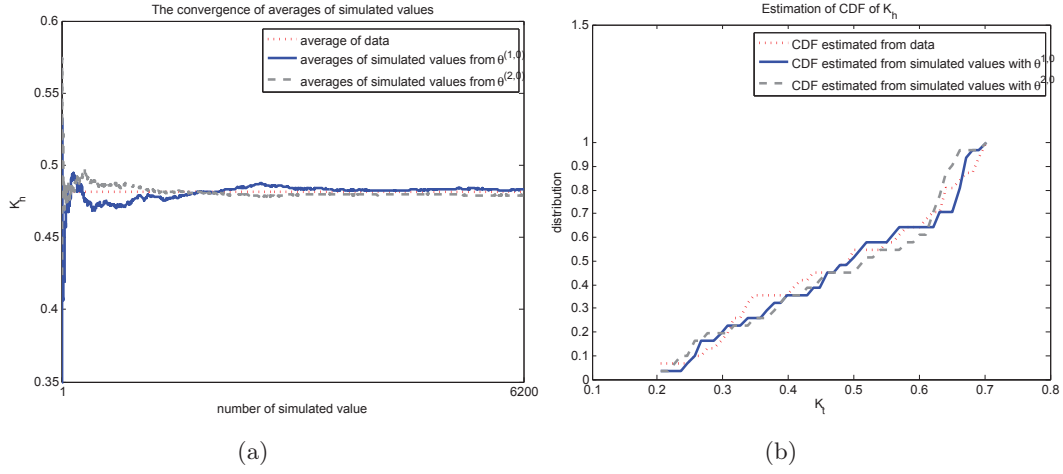 The convergence of averages of simulated values
0.6
0.55
0.5
0.45
0.4
0.35
K_h
average of data
averages of simulated values from θ^(1,0)
averages of simulated values from θ^(2,0)
1
6200
number of simulated value
(a)
Estimation of CDF of K_h
1.5
1
0.9
0.8
0.7
0.6
0.5
0.4
0.3
0.2
0.1
0
distribution
CDF estimated from data
CDF estimated from simulated values with θ^1,0
CDF estimated from simulated values with θ^2,0
0.1 0.2 0.3 0.4 0.5 0.6 0.7 0.8
K_t
(b)